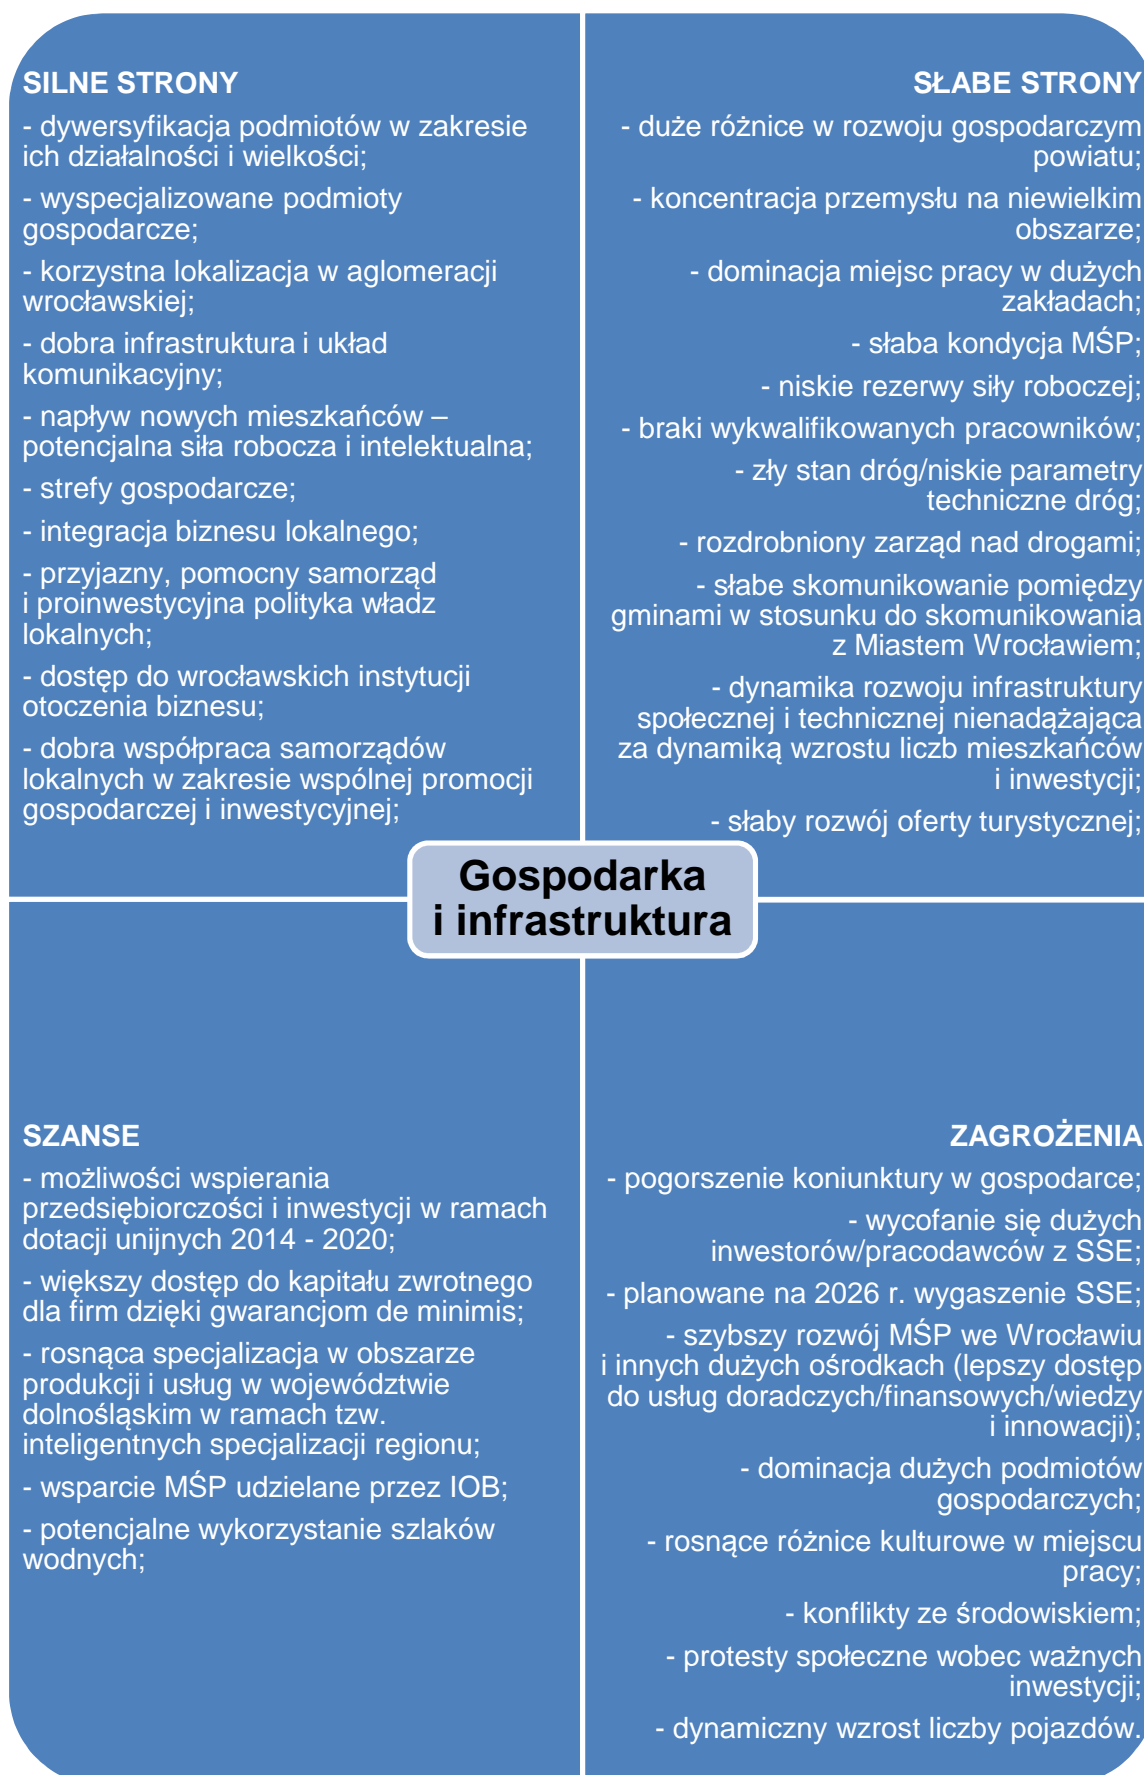 SILNE STRONY
- dywersyfikacja podmiotów w zakresie
ich działalności i wielkości;
- wyspecjalizowane podmioty
gospodarcze;
- korzystna lokalizacja w aglomeracji
wrocławskiej;
- dobra infrastruktura i układ
komunikacyjny;
- napływ nowych mieszkańców –
potencjalna siła robocza i intelektualna;
- strefy gospodarcze;
- integracja biznesu lokalnego;
- przyjazny, pomocny samorząd
i proinwestycyjna polityka władz
lokalnych;
- dostęp do wrocławskich instytucji
otoczenia biznesu;
- dobra współpraca samorządów
lokalnych w zakresie wspólnej promocji
gospodarczej i inwestycyjnej;
SŁABE STRONY
- duże różnice w rozwoju gospodarczym
powiatu;
- koncentracja przemysłu na niewielkim
obszarze;
- dominacja miejsc pracy w dużych
zakładach;
- słaba kondycja MŚP;
- niskie rezerwy siły roboczej;
- braki wykwalifikowanych pracowników;
- zły stan dróg/niskie parametry
techniczne dróg;
- rozdrobniony zarząd nad drogami;
- słabe skomunikowanie pomiędzy
gminami w stosunku do skomunikowania
z Miastem Wrocławiem;
- dynamika rozwoju infrastruktury
społecznej i technicznej nienadążająca
za dynamiką wzrostu liczb mieszkańców
i inwestycji;
- słaby rozwój oferty turystycznej;
Gospodarka
i infrastruktura
SZANSE
- możliwości wspierania
przedsiębiorczości i inwestycji w ramach
dotacji unijnych 2014 - 2020;
- większy dostęp do kapitału zwrotnego
dla firm dzięki gwarancjom de minimis;
- rosnąca specjalizacja w obszarze
produkcji i usług w województwie
dolnośląskim w ramach tzw.
inteligentnych specjalizacji regionu;
- wsparcie MŚP udzielane przez IOB;
- potencjalne wykorzystanie szlaków
wodnych;
ZAGROŻENIA
- pogorszenie koniunktury w gospodarce;
- wycofanie się dużych
inwestorów/pracodawców z SSE;
- planowane na 2026 r. wygaszenie SSE;
- szybszy rozwój MŚP we Wrocławiu
i innych dużych ośrodkach (lepszy dostęp
do usług doradczych/finansowych/wiedzy
i innowacji);
- dominacja dużych podmiotów
gospodarczych;
- rosnące różnice kulturowe w miejscu
pracy;
- konflikty ze środowiskiem;
- protesty społeczne wobec ważnych
inwestycji;
- dynamiczny wzrost liczby pojazdów.